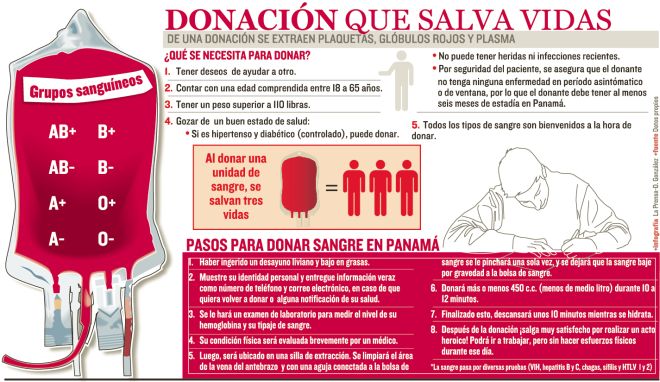 DONACIÓN QUE SALVA VIDAS
DE UNA DONACIÓN SE EXTRAEN PLAQUETAS, GLÓBULOS ROJOS Y PLASMA
Grupos sanguíneos
AB+ B+
AB- B-
A+ O+
A- O-
¿QUÉ SE NECESITA PARA DONAR?
1. Tener deseos de ayudar a otro.
2. Contar con una edad comprendida entre 18 a 65 años.
3. Tener un peso superior a 110 libras.
4. Gozar de un buen estado de salud:
• Si es hipertenso y diabético (controlado), puede donar.
• No puede tener heridas ni infecciones recientes.
• Por seguridad del paciente, se asegura que el donante
no tenga ninguna enfermedad en período asintómatico
o de ventana, por lo que el donante debe tener al menos
seis meses de estadía en Panamá.
5. Todos los tipos de sangre son bienvenidos a la hora de
donar.
Al donar una
unidad de
sangre, se
salvan tres
vidas
=
PASOS PARA DONAR SANGRE EN PANAMÁ
1. Haber ingerido un desayuno liviano y bajo en grasas.
2. Muestre su identidad personal y entregue información veraz
como número de teléfono y correo electrónico, en caso de que
quiera volver a donar o alguna notificación de su salud.
3. Se le hará un examen de laboratorio para medir el nivel de su
hemoglobina y su tipaje de sangre.
4. Su condición física será evaluada brevemente por un médico.
5. Luego, será ubicado en una silla de extracción. Se limpiará el área
de la vena del antebrazo y con una aguja conectada a la bolsa de
sangre se le pinchará una sola vez, y se dejará que la sangre baje
por gravedad a la bolsa de sangre.
6. Donará más o menos 450 c.c. (menos de medio litro) durante 10 a
12 minutos.
7. Finalizado esto, descansará unos 10 minutos mientras se hidrata.
8. Después de la donación ¡salga muy satisfecho por realizar un acto
heroico! Podrá ir a trabajar, pero sin hacer esfuerzos físicos
durante ese día.
*La sangre pasa por diversas pruebas (VIH, hepatitis B y C, chagas, sífilis y HTLV 1 y 2)
•Infografía La Prensa-D. González •Fuente Datos propios